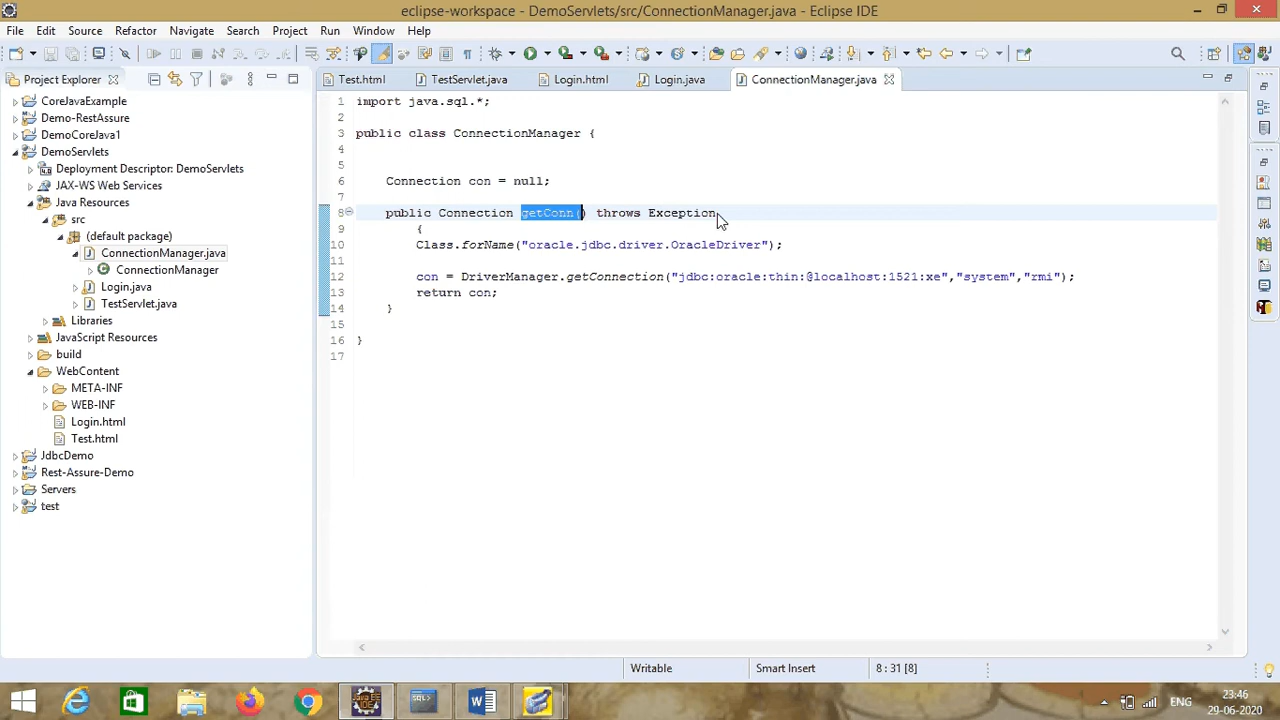 eclipse-workspace - DemoServlets/src/ConnectionManager.java - Eclipse IDE
File Edit Source Refactor Navigate Search Project Run Window Help
Project Explorer
Test.html TestServlet.java Login.html Login.java ConnectionManager.java
CoreJavaExample
Demo-RestAssure
DemoCoreJava1
DemoServlets
Deployment Descriptor: DemoServlets
JAX-WS Web Services
Java Resources
src
(default package)
ConnectionManager.java
ConnectionManager
Login.java
TestServlet.java
Libraries
JavaScript Resources
build
WebContent
META-INF
WEB-INF
Login.html
Test.html
JdbcDemo
Rest-Assure-Demo
Servers
test
1 import java.sql.*;
2
3 public class ConnectionManager {
4
5
6 Connection con = null;
7
8 public Connection getConn() throws Exception
9 {
10 Class.forName("oracle.jdbc.driver.OracleDriver");
11
12 con = DriverManager.getConnection("jdbc:oracle:thin:@localhost:1521:xe","system","rmi");
13 return con;
14 }
15
16 }
17
Writable Smart Insert 8 : 31 [8]
Java EE IDE
ENG
23:46
29-06-2020